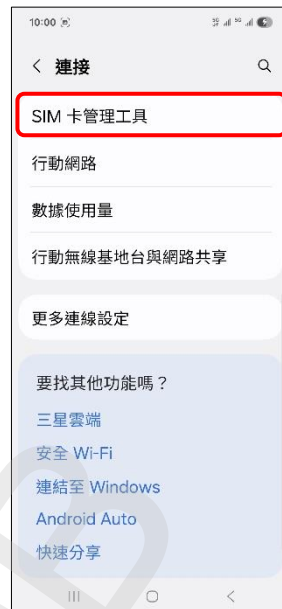 10:00
連接
SIM 卡管理工具
行動網路
數據使用量
行動無線基地台與網路共享
更多連線設定
要找其他功能嗎？
三星雲端
安全 Wi-Fi
連結至 Windows
Android Auto
快速分享